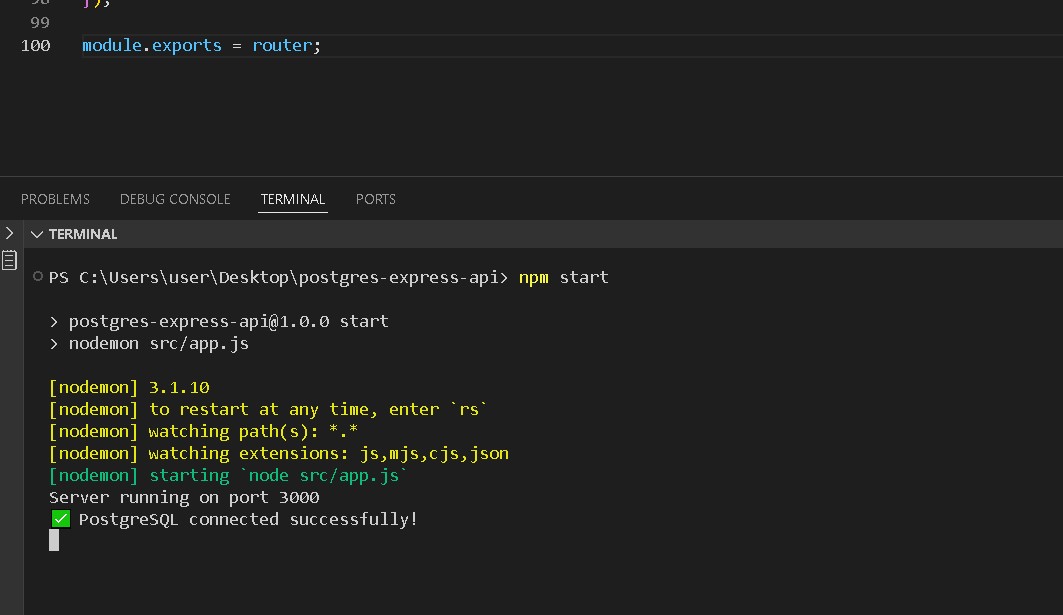 98 });
99
100 module.exports = router;
PROBLEMS DEBUG CONSOLE TERMINAL PORTS
TERMINAL
PS C:\Users\user\Desktop\postgres-express-api> npm start
> postgres-express-api@1.0.0 start
> nodemon src/app.js
[nodemon] 3.1.10
[nodemon] to restart at any time, enter `rs`
[nodemon] watching path(s): *.*
[nodemon] watching extensions: js,mjs,cjs,json
[nodemon] starting `node src/app.js`
Server running on port 3000
✅ PostgreSQL connected successfully!